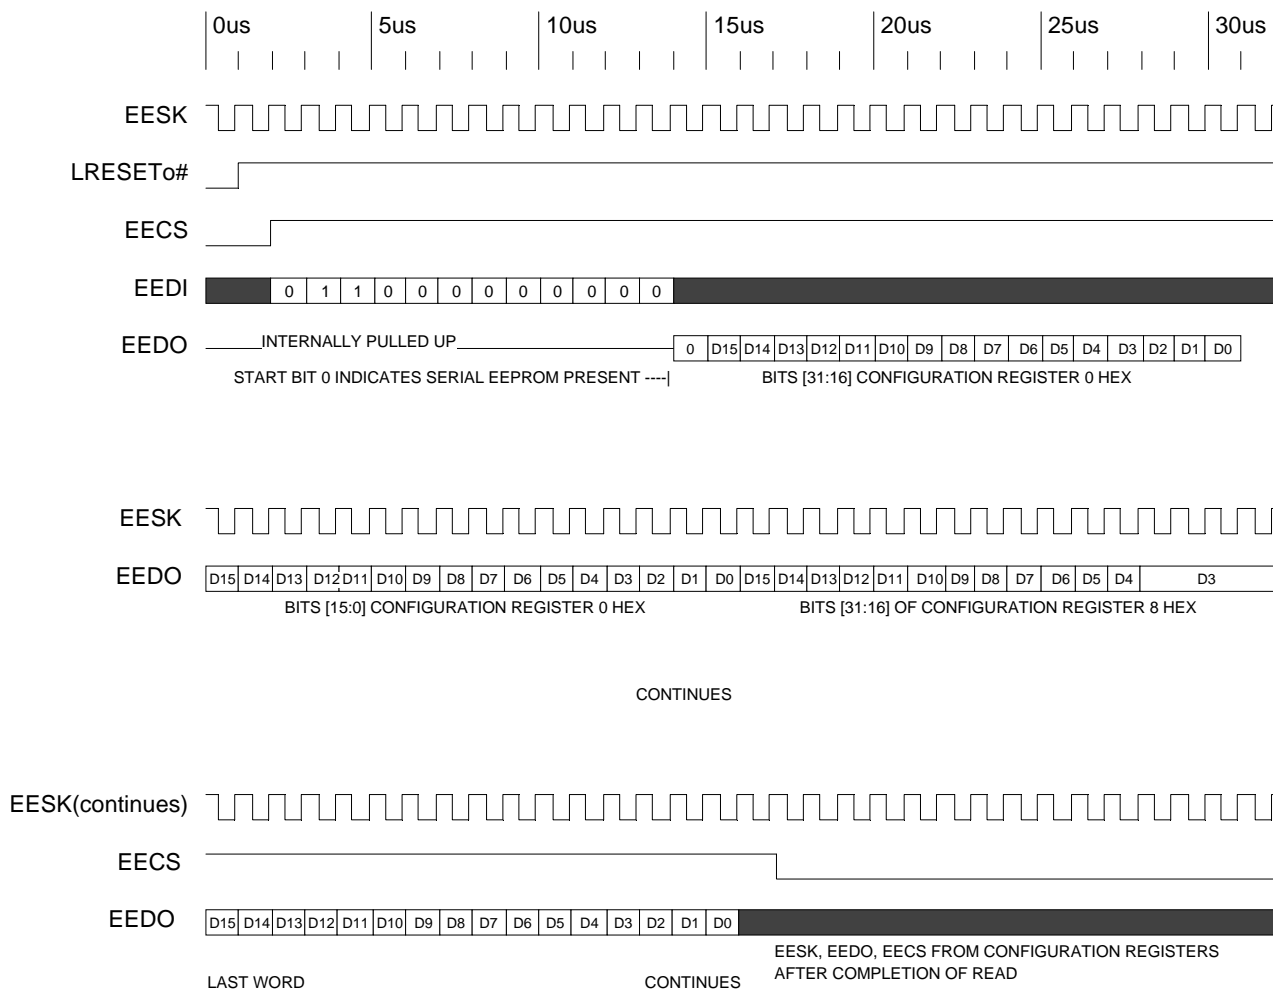 0us 5us 10us 15us 20us 25us 30us
EESK
LRESETo#
EECS
EEDI 0 1 1 0 0 0 0 0 0 0 0 0
EEDO INTERNALLY PULLED UP 0 D15 D14 D13 D12 D11 D10 D9 D8 D7 D6 D5 D4 D3 D2 D1 D0
START BIT 0 INDICATES SERIAL EEPROM PRESENT ----| BITS [31:16] CONFIGURATION REGISTER 0 HEX
EESK
EEDO D15 D14 D13 D12 D11 D10 D9 D8 D7 D6 D5 D4 D3 D2 D1 D0 D15 D14 D13 D12 D11 D10 D9 D8 D7 D6 D5 D4 D3
BITS [15:0] CONFIGURATION REGISTER 0 HEX BITS [31:16] OF CONFIGURATION REGISTER 8 HEX
CONTINUES
EESK(continues)
EECS
EEDO D15 D14 D13 D12 D11 D10 D9 D8 D7 D6 D5 D4 D3 D2 D1 D0
EESK, EEDO, EECS FROM CONFIGURATION REGISTERS
AFTER COMPLETION OF READ
LAST WORD CONTINUES